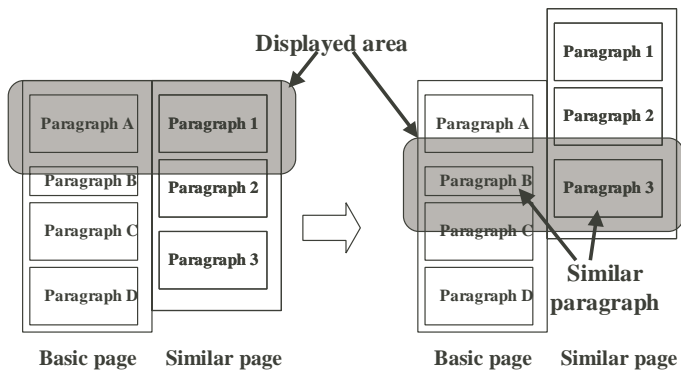 Displayed area
Paragraph A
Paragraph B
Paragraph C
Paragraph D
Paragraph 1
Paragraph 2
Paragraph 3
Basic page
Similar page
Paragraph A
Paragraph B
Paragraph C
Paragraph D
Paragraph 1
Paragraph 2
Paragraph 3
Similar
paragraph
Basic page
Similar page